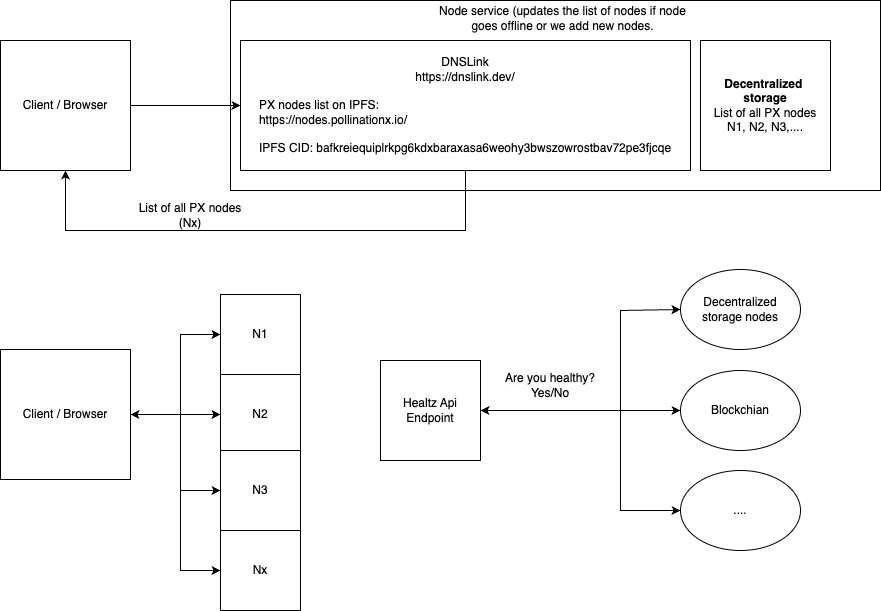 Node service (updates the list of nodes if node
goes offline or we add new nodes.
Client / Browser
DNSLink
https://dnslink.dev/
PX nodes list on IPFS:
https://nodes.pollinationx.io/
IPFS CID: bafkreiequiplrkpg6kdxbaraxasa6weohy3bwszowrostbav72pe3fjcqe
Decentralized
storage
List of all PX nodes
N1, N2, N3,....
List of all PX nodes
(Nx)
Client / Browser
N1
N2
N3
Nx
Healtz Api
Endpoint
Are you healthy?
Yes/No
Decentralized
storage nodes
Blockchian
....